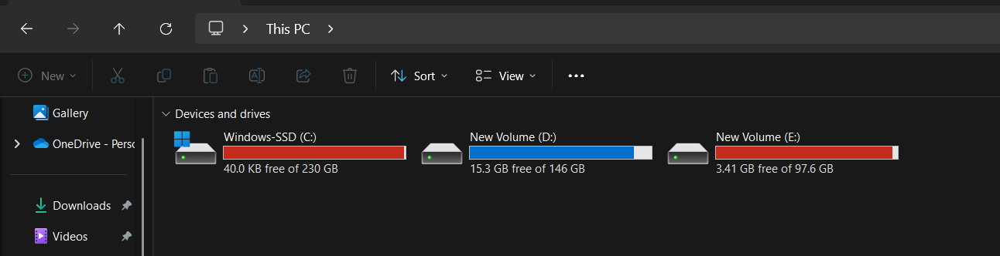 This PC
New
Sort
View
Gallery
OneDrive - Perso
Downloads
Videos
Devices and drives
Windows-SSD (C:)
40.0 KB free of 230 GB
New Volume (D:)
15.3 GB free of 146 GB
New Volume (E:)
3.41 GB free of 97.6 GB